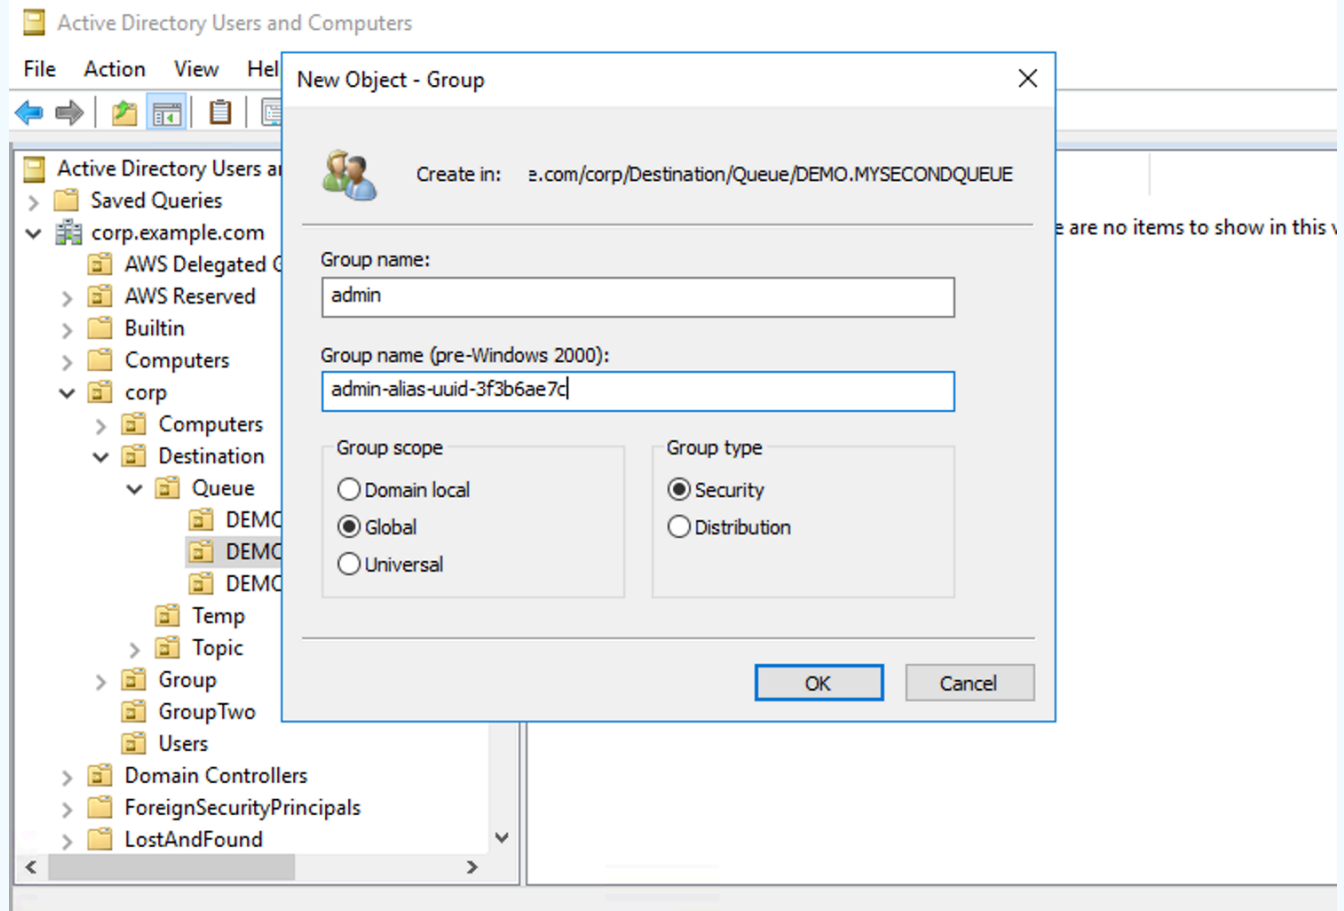 Active Directory Users and Computers
File Action View Hel
New Object - Group
Create in: e.com/corp/Destination/Queue/DEMO.MYSECONDQUEUE
Group name:
admin
Group name (pre-Windows 2000):
admin-alias-uuid-3f3b6ae7c
Group scope
Domain local
Global
Universal
Group type
Security
Distribution
OK Cancel
Active Directory Users an
Saved Queries
corp.example.com
AWS Delegated G
AWS Reserved
Builtin
Computers
corp
Computers
Destination
Queue
DEMO
DEMO
DEMO
Temp
Topic
Group
GroupTwo
Users
Domain Controllers
ForeignSecurityPrincipals
LostAndFound
e are no items to show in this v